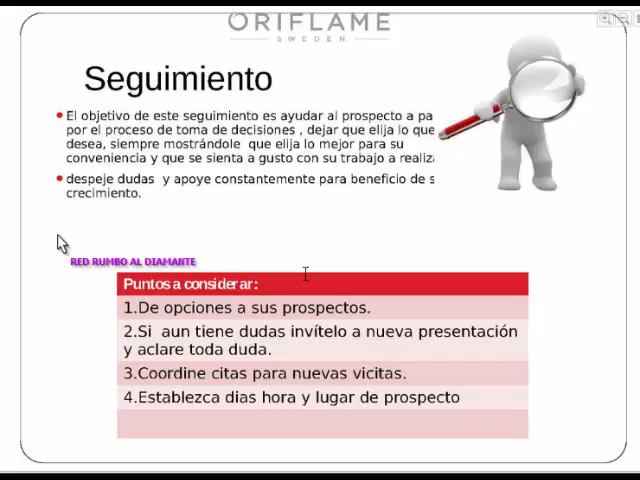 ORIFLAME
SWEDEN
Seguimiento
El objetivo de este seguimiento es ayudar al prospecto a pa
por el proceso de toma de decisiones , dejar que elija lo que
desea, siempre mostrándole que elija lo mejor para su
conveniencia y que se sienta a gusto con su trabajo a realiza
despeje dudas y apoye constantemente para beneficio de s
crecimiento.
RED RUMBO AL DIAMANTE
Puntos a considerar:
1.De opciones a sus prospectos.
2.Si aun tiene dudas invítelo a nueva presentación
y aclare toda duda.
3.Coordine citas para nuevas vicitas.
4.Establezca dias hora y lugar de prospecto